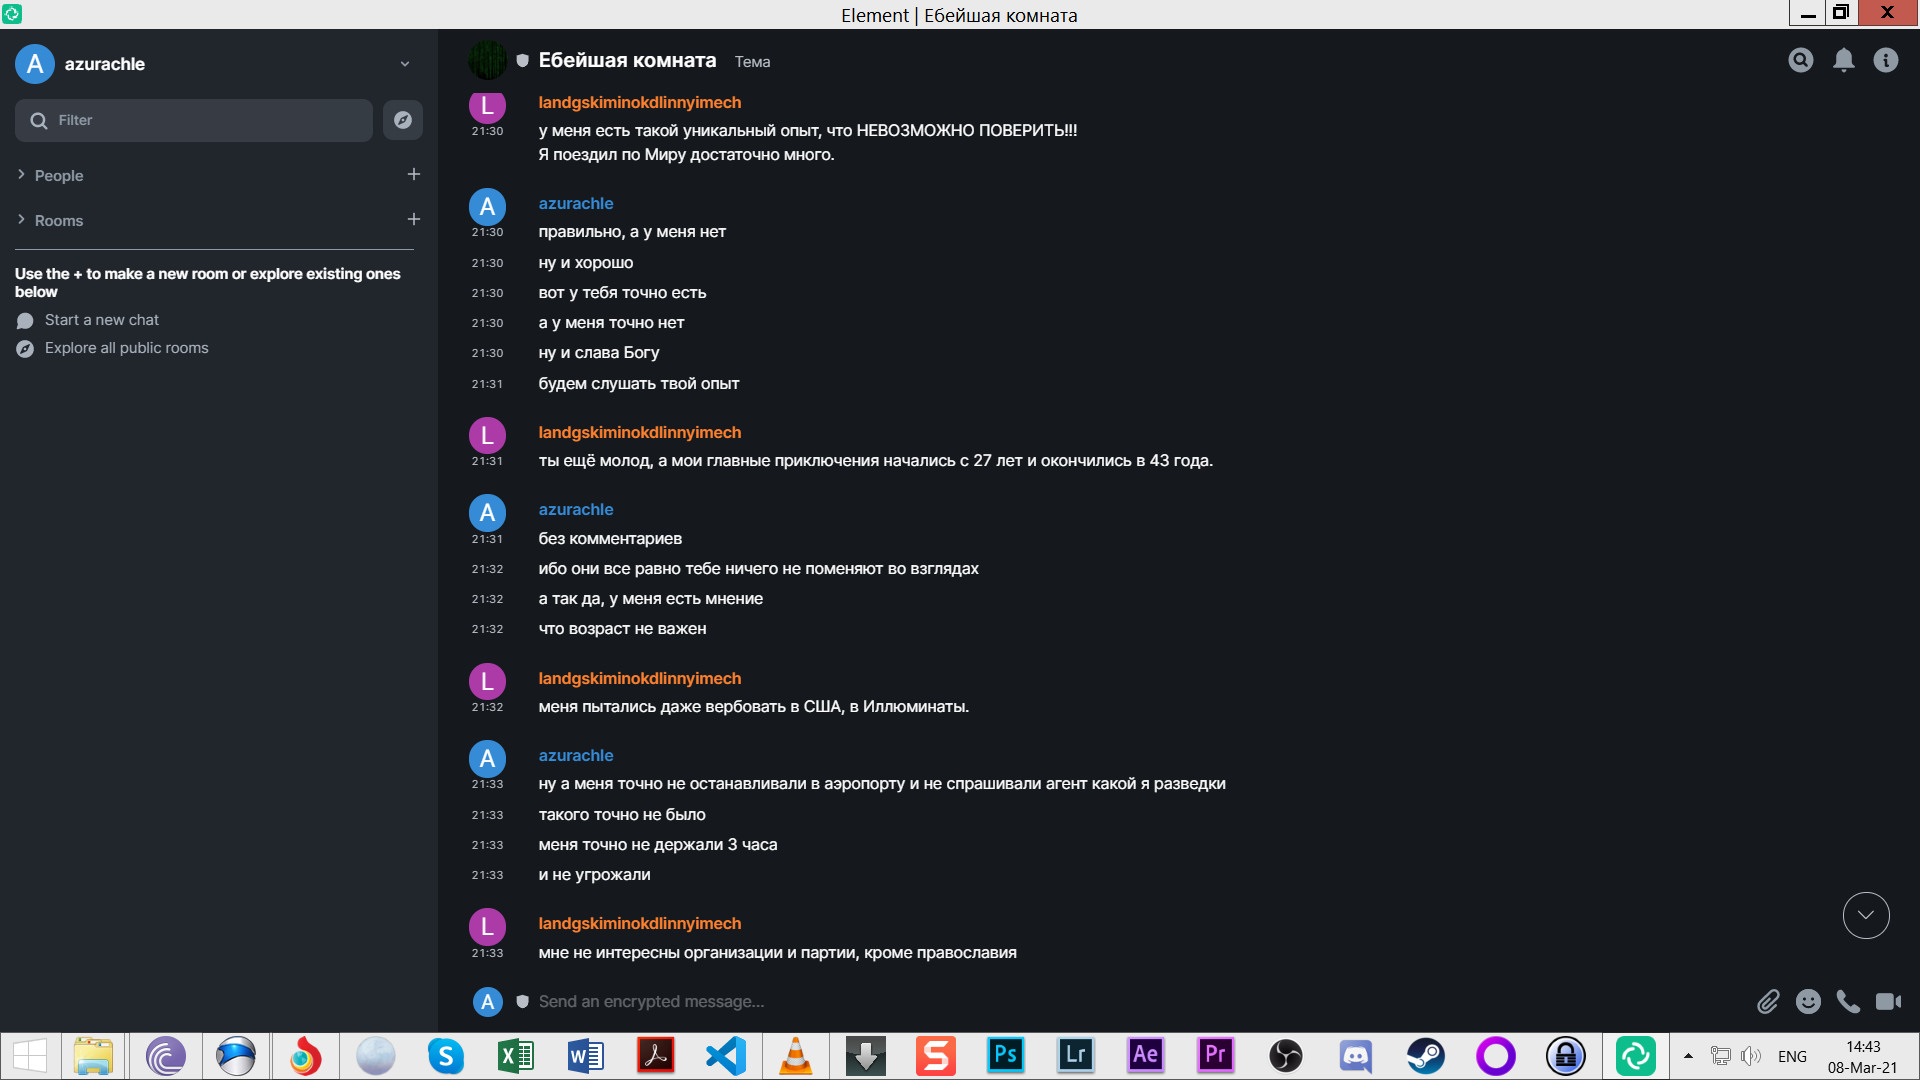 Element | Ебейшая комната
A azurachle
Filter
People
Rooms
Use the + to make a new room or explore existing ones
below
Start a new chat
Explore all public rooms
Ебейшая комната Тема
L landgskiminokdlinnyimech
21:30 у меня есть такой уникальный опыт, что НЕВОЗМОЖНО ПОВЕРИТЬ!!!
Я поездил по Миру достаточно много.
A azurachle
21:30 правильно, а у меня нет
21:30 ну и хорошо
21:30 вот у тебя точно есть
21:30 а у меня точно нет
21:30 ну и слава Богу
21:31 будем слушать твой опыт
L landgskiminokdlinnyimech
21:31 ты ещё молод, а мои главные приключения начались с 27 лет и окончились в 43 года.
A azurachle
21:31 без комментариев
21:32 ибо они все равно тебе ничего не поменяют во взглядах
21:32 а так да, у меня есть мнение
21:32 что возраст не важен
L landgskiminokdlinnyimech
21:32 меня пытались даже вербовать в США, в Иллюминаты.
A azurachle
21:33 ну а меня точно не останавливали в аэропорту и не спрашивали агент какой я разведки
21:33 такого точно не было
21:33 меня точно не держали 3 часа
21:33 и не угрожали
L landgskiminokdlinnyimech
21:33 мне не интересны организации и партии, кроме православия
A Send an encrypted message...
S X W S Ps Lr Ae Pr
ENG
14:43
08-Mar-21